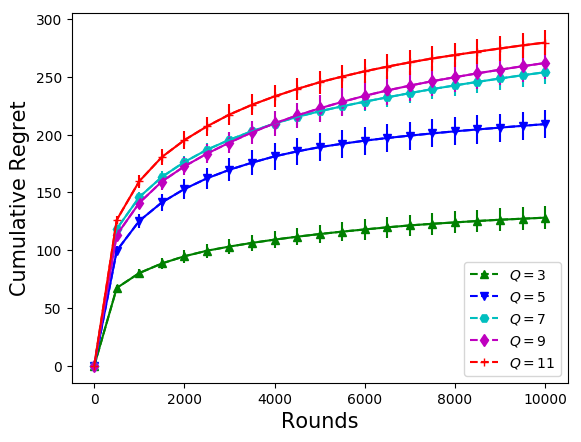 300
250
200
150
100
50
0
Cumulative Regret
0 2000 4000 6000 8000 10000
Rounds
Q = 3
Q = 5
Q = 7
Q = 9
Q = 11